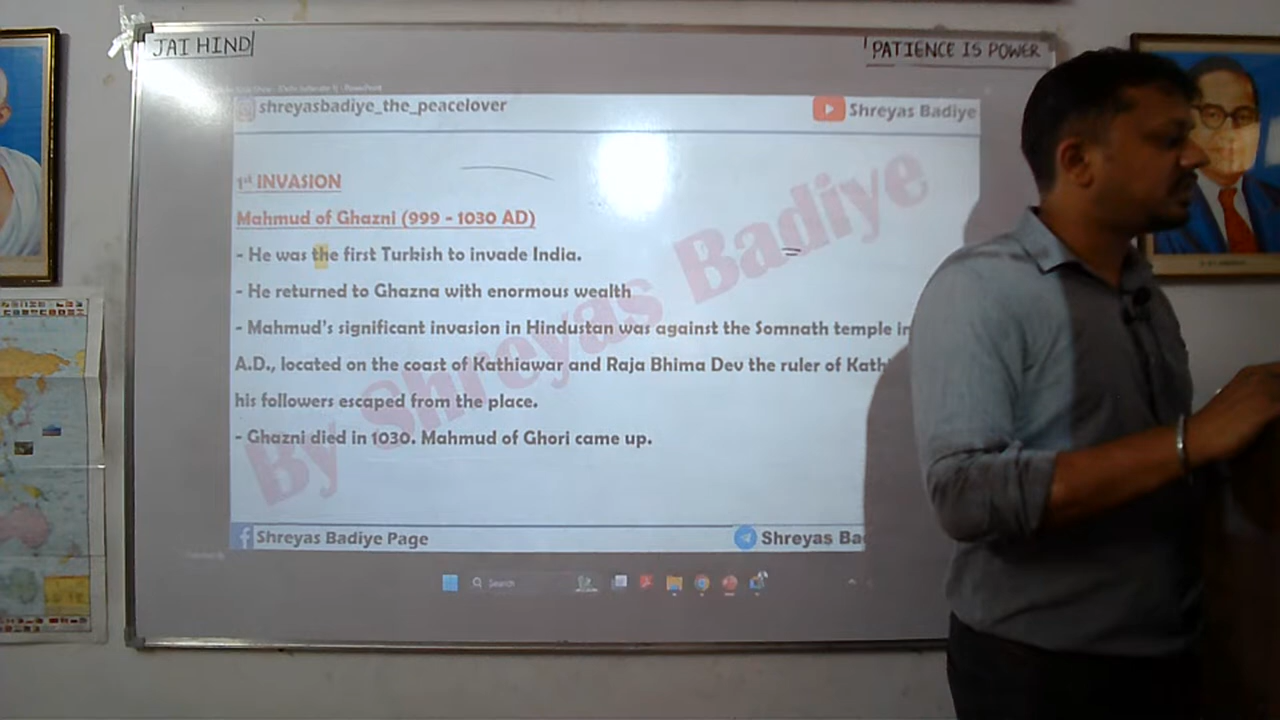 JAI HIND
PATIENCE IS POWER
shreyasbadiye_the_peacelover
Shreyas Badiye
1st INVASION
Mahmud of Ghazni (999 - 1030 AD)
- He was the first Turkish to invade India.
- He returned to Ghazna with enormous wealth
- Mahmud's significant invasion in Hindustan was against the Somnath temple in
A.D., located on the coast of Kathiawar and Raja Bhima Dev the ruler of Kath
his followers escaped from the place.
- Ghazni died in 1030. Mahmud of Ghori came up.
By Shreyas Badiye
Shreyas Badiye Page
Shreyas Ba
Search